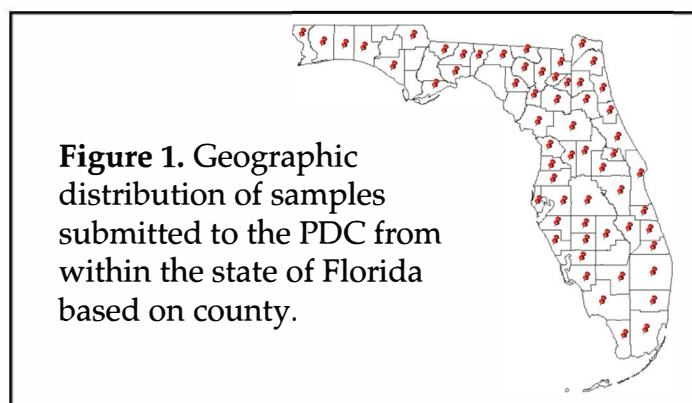 Figure 1. Geographic
distribution of samples
submitted to the PDC from
within the state of Florida
based on county.